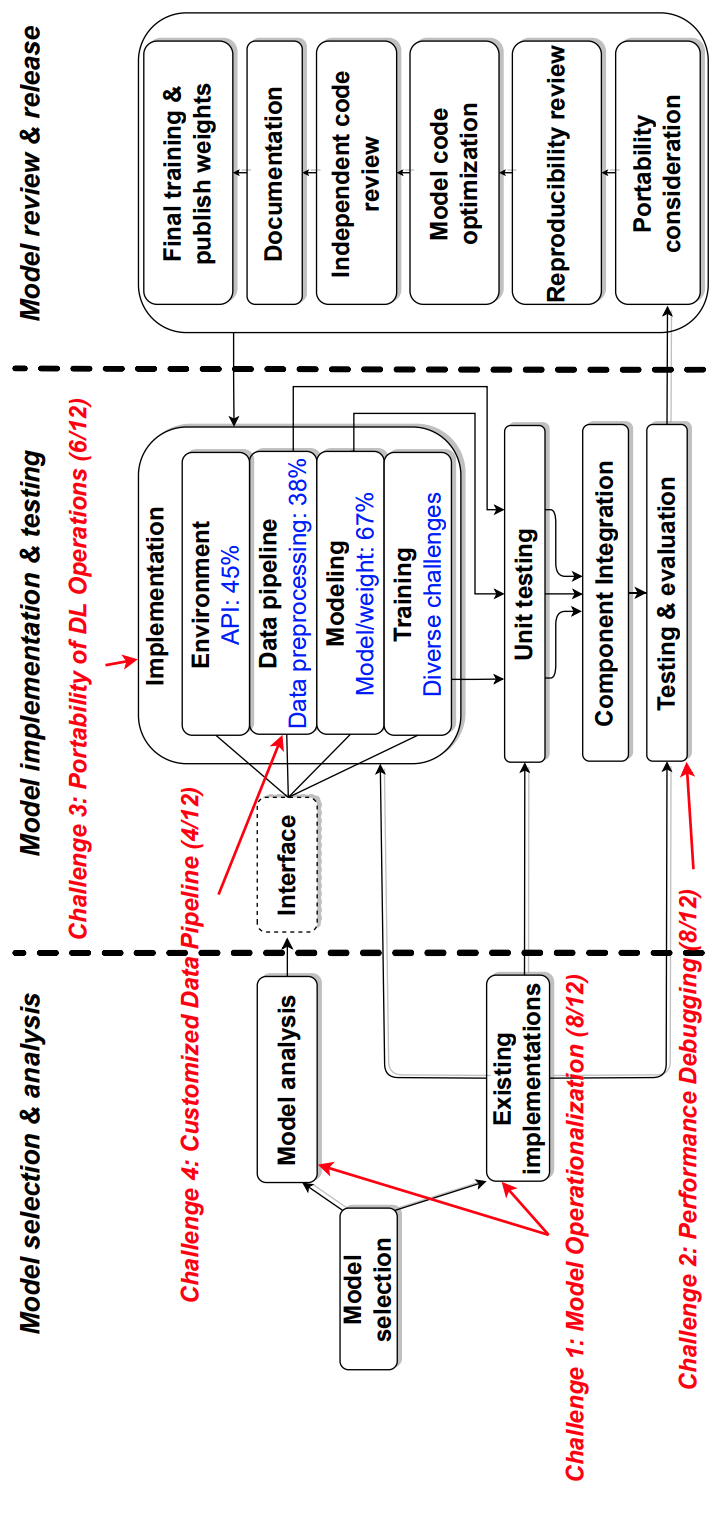 Model selection & analysis
Model implementation & testing
Model review & release
Challenge 3: Portability of DL Operations (6/12)
Challenge 4: Customized Data Pipeline (4/12)
Model
selection
Model analysis
Existing
implementations
Challenge 1: Model Operationalization (8/12)
Challenge 2: Performance Debugging (8/12)
Interface
Implementation
Environment
API: 45%
Data pipeline
Data preprocessing: 38%
Modeling
Model/weight: 67%
Training
Diverse challenges
Unit testing
Component Integration
Testing & evaluation
Final training &
publish weights
Documentation
Independent code
review
Model code
optimization
Reproducibility review
Portability
consideration